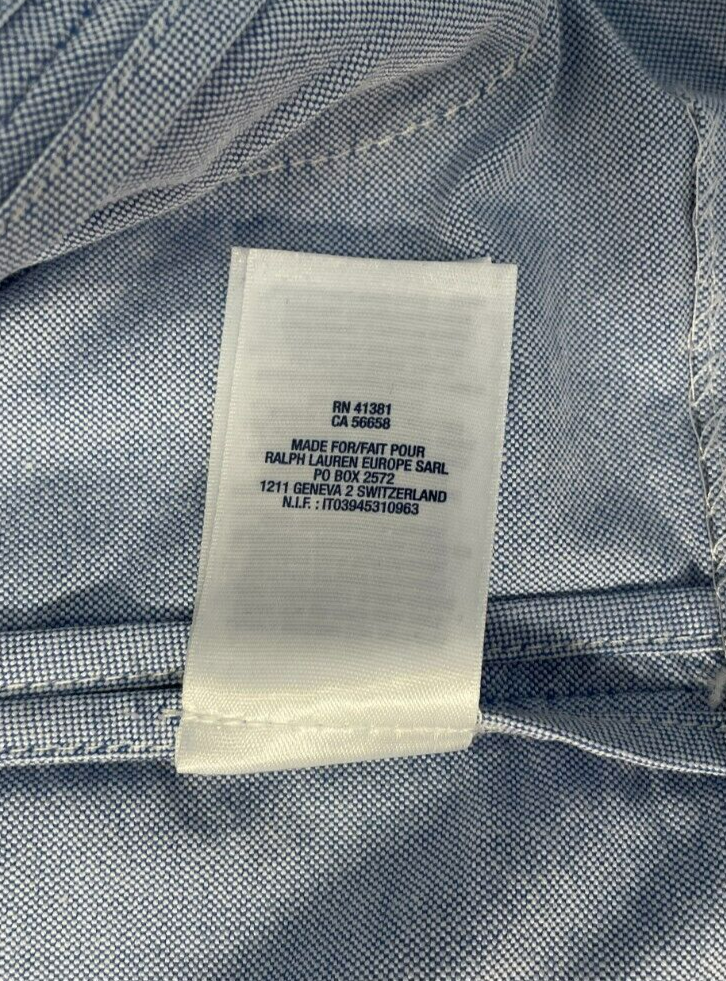 RN 41381
CA 56658
MADE FOR/FAIT POUR
RALPH LAUREN EUROPE SARL
PO BOX 2572
1211 GENEVA 2 SWITZERLAND
N.I.F. : IT03945310963